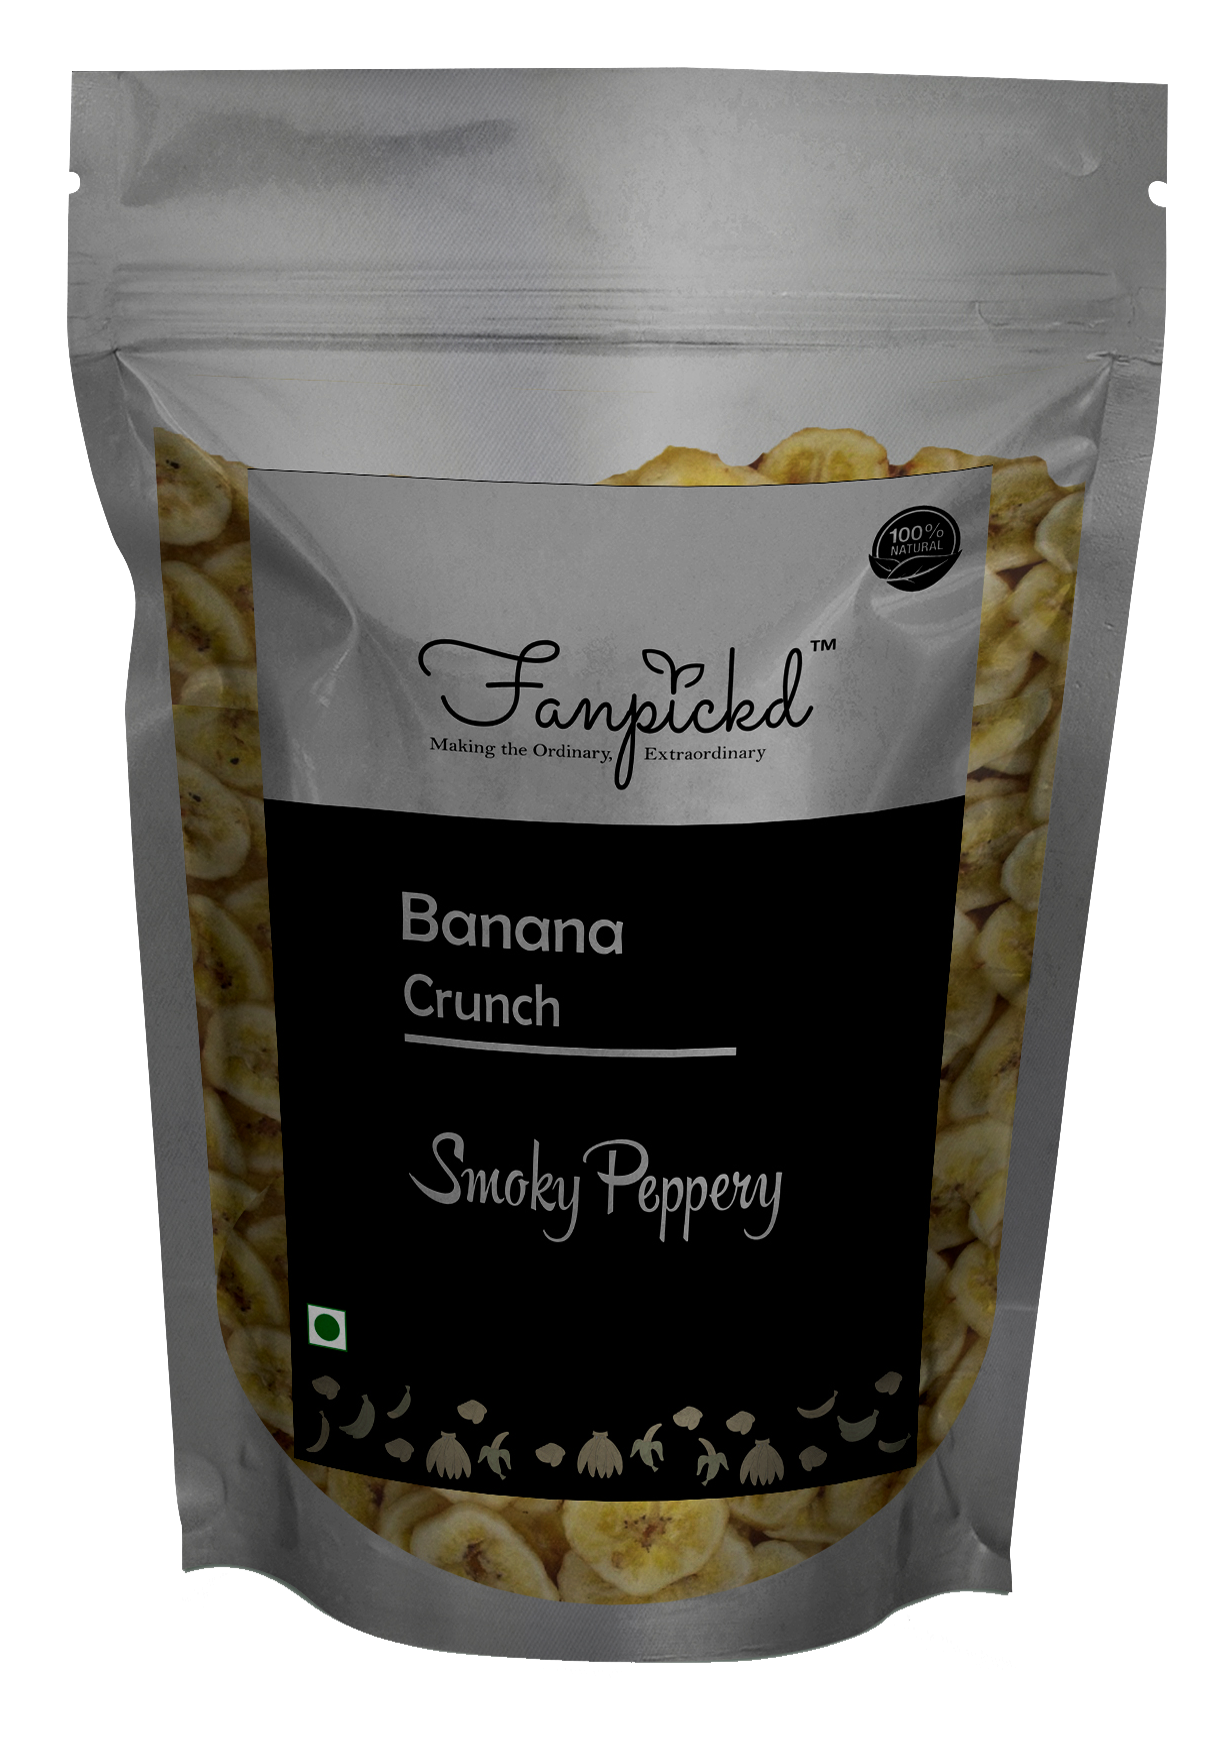 100%
NATURAL
Fanpickd™
Making the Ordinary, Extraordinary
Banana
Crunch
Smoky Peppery